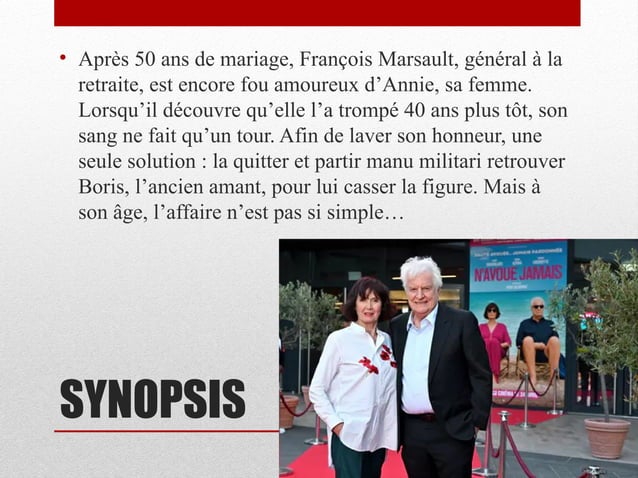 • Après 50 ans de mariage, François Marsault, général à la
retraite, est encore fou amoureux d’Annie, sa femme.
Lorsqu’il découvre qu’elle l’a trompé 40 ans plus tôt, son
sang ne fait qu’un tour. Afin de laver son honneur, une
seule solution : la quitter et partir manu militari retrouver
Boris, l’ancien amant, pour lui casser la figure. Mais à
son âge, l’affaire n’est pas si simple…
SYNOPSIS
N'AVOUE JAMAIS